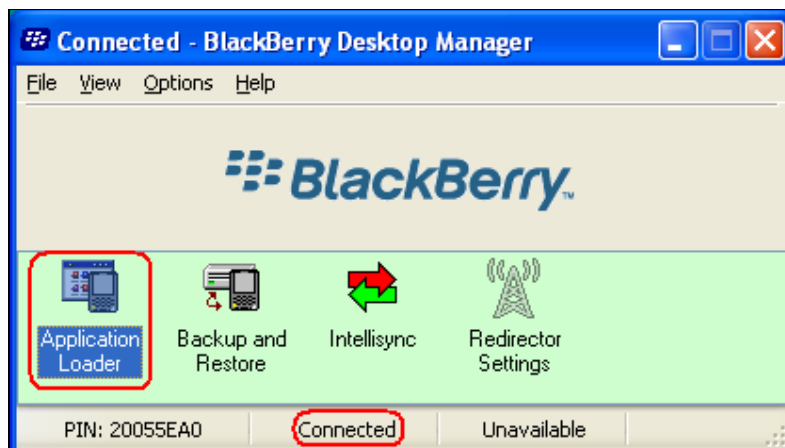 Connected - BlackBerry Desktop Manager
File View Options Help
BlackBerry™
Application Loader
Backup and Restore
Intellisync
Redirector Settings
PIN: 20055EA0 Connected Unavailable